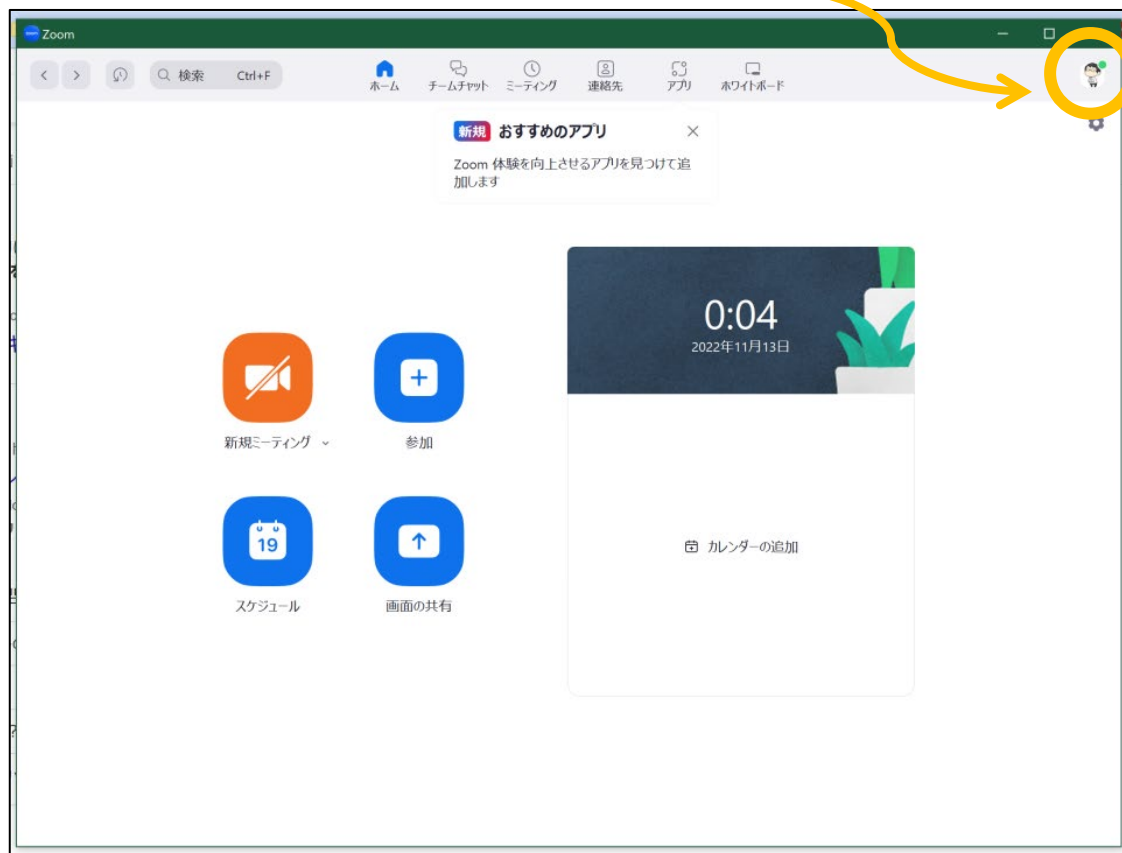 Zoom
検索 Ctrl+F
ホーム
チームチャット
ミーティング
連絡先
アプリ
ホワイトボード
新規 おすすめのアプリ
Zoom 体験を向上させるアプリを見つけて追
加します
0:04
2022年11月13日
新規ミーティング
参加
19
スケジュール
画面の共有
カレンダーの追加